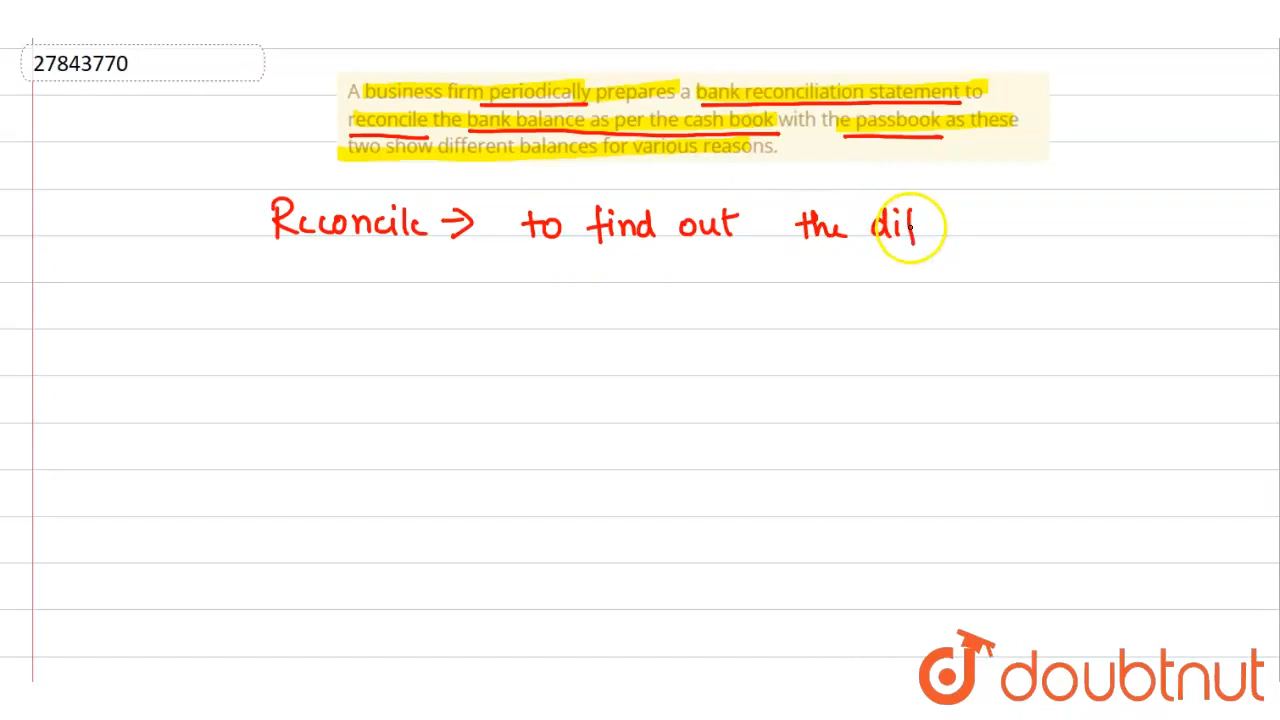 27843770
A business firm periodically prepares a bank reconciliation statement to
reconcile the bank balance as per the cash book with the passbook as these
two show different balances for various reasons.
Reconcile → to find out the dif
doubtnut